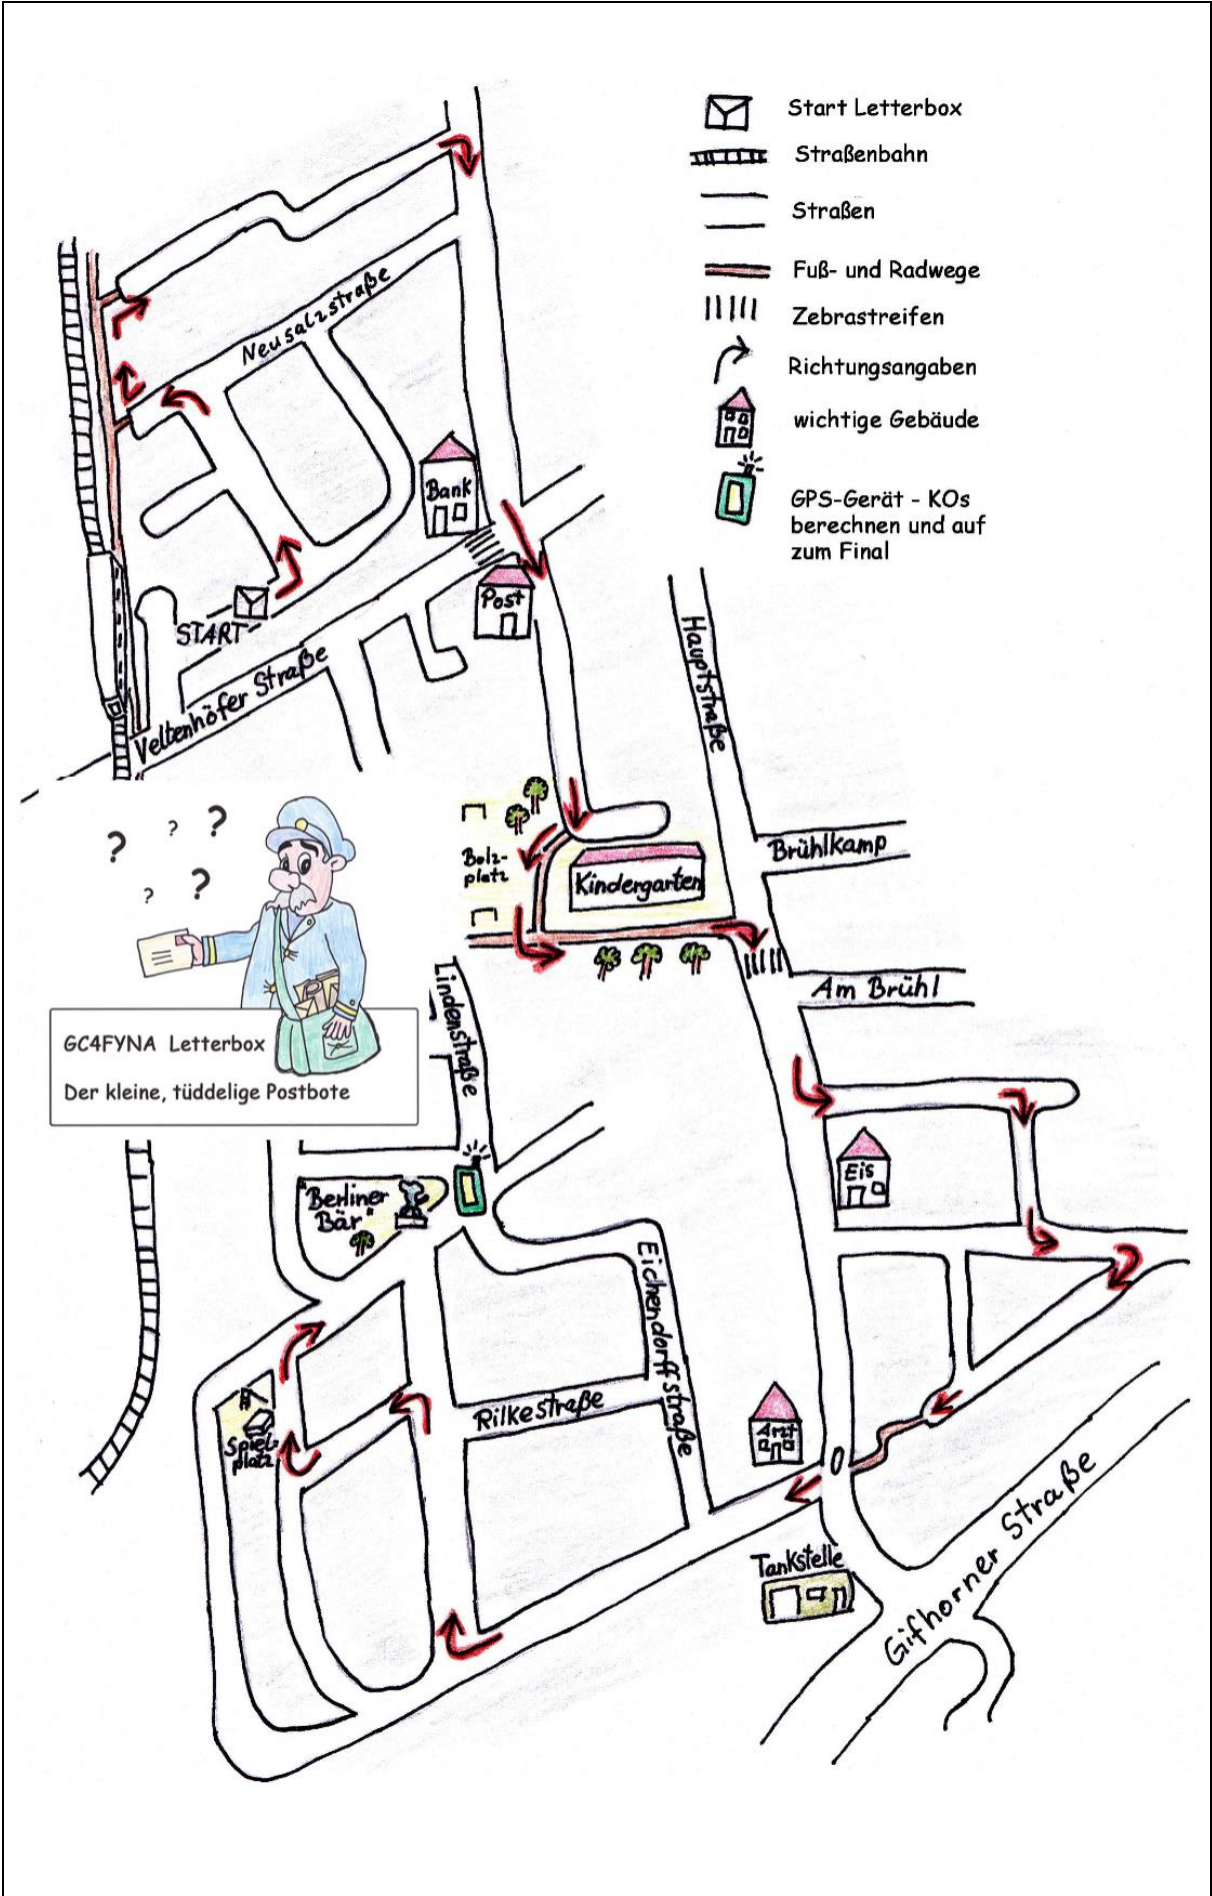 Start Letterbox
Straßenbahn
Straßen
Fuß- und Radwege
Zebrastreifen
Richtungsangaben
wichtige Gebäude
GPS-Gerät - KOs
berechnen und auf
zum Final
Neusalzstraße
Bank
Post
START
Veltenhöfer Straße
Hauptstraße
Brühlkamp
Bolz-
platz
Kindergarten
Am Brühl
? ? ?
? ?
GC4FYNA Letterbox
Der kleine, tüddelige Postbote
Lindenstraße
"Berliner
Bär"
Eis
Eichendorffstraße
Rilkestraße
Spiel-
platz
Arzt
Tankstelle
Gifhorner Straße